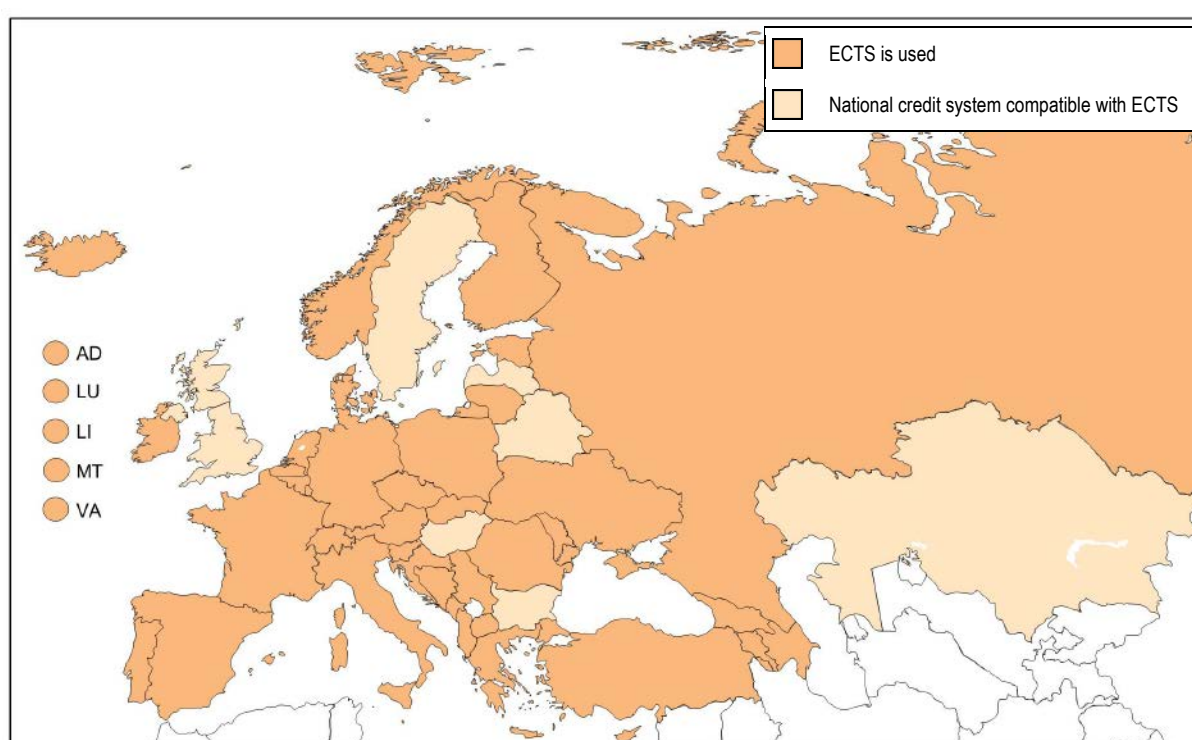 ECTS is used
National credit system compatible with ECTS
AD
LU
LI
MT
VA